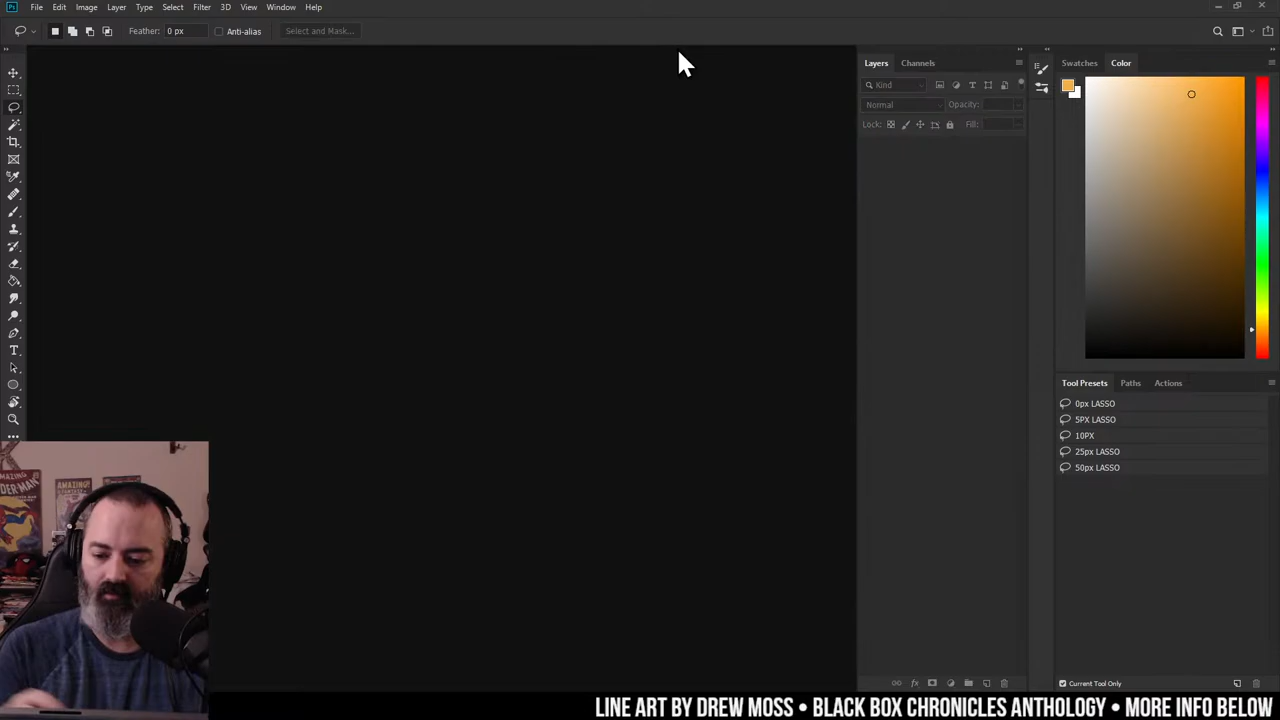 Ps File Edit Image Layer Type Select Filter 3D View Window Help
Feather: 0 px Anti-alias Select and Mask...
Layers Channels
Swatches Color
Kind
Normal Opacity:
Lock: Fill:
Tool Presets Paths Actions
0px LASSO
5PX LASSO
10PX
25px LASSO
50px LASSO
AMAZING
Current Tool Only
LINE ART BY DREW MOSS • BLACK BOX CHRONICLES ANTHOLOGY • MORE INFO BELOW